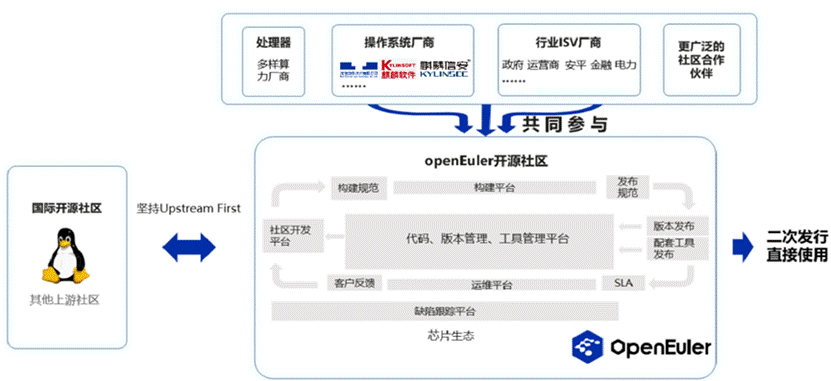 处理器
多样算
力厂商
操作系统厂商
KYLINSOFT
麒麟软件
麒麟信安
KYLINSEC
......
行业ISV厂商
政府 运营商 安平 金融 电力
......
更广泛的
社区合作
伙伴
共同参与
国际开源社区
其他上游社区
坚持Upstream First
openEuler开源社区
构建规范
构建平台
发布
规范
社区开发
平台
代码、版本管理、工具管理平台
版本发布
配套工具
发布
客户反馈
运维平台
SLA
缺陷跟踪平台
芯片生态
OpenEuler
二次发行
直接使用